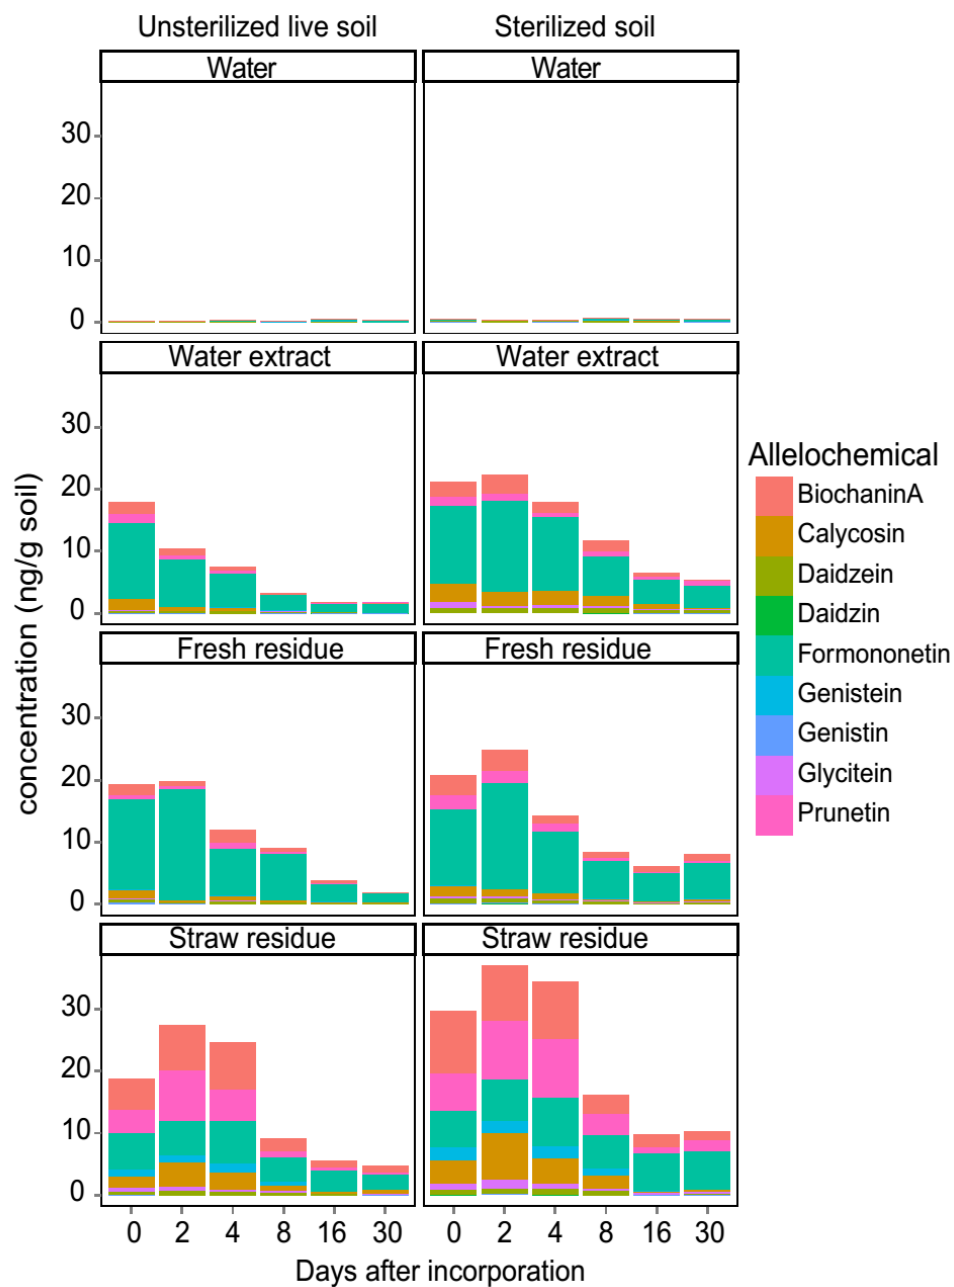 Unsterilized live soil
Sterilized soil
Water
Water
30
20
10
0
Water extract
Water extract
30
20
10
0
Fresh residue
Fresh residue
30
20
10
0
Straw residue
Straw residue
30
20
10
0
0 2 4 8 16 30
0 2 4 8 16 30
Days after incorporation
concentration (ng/g soil)
Allelochemical
BiochaninA
Calycosin
Daidzein
Daidzin
Formononetin
Genistein
Genistin
Glycitein
Prunetin